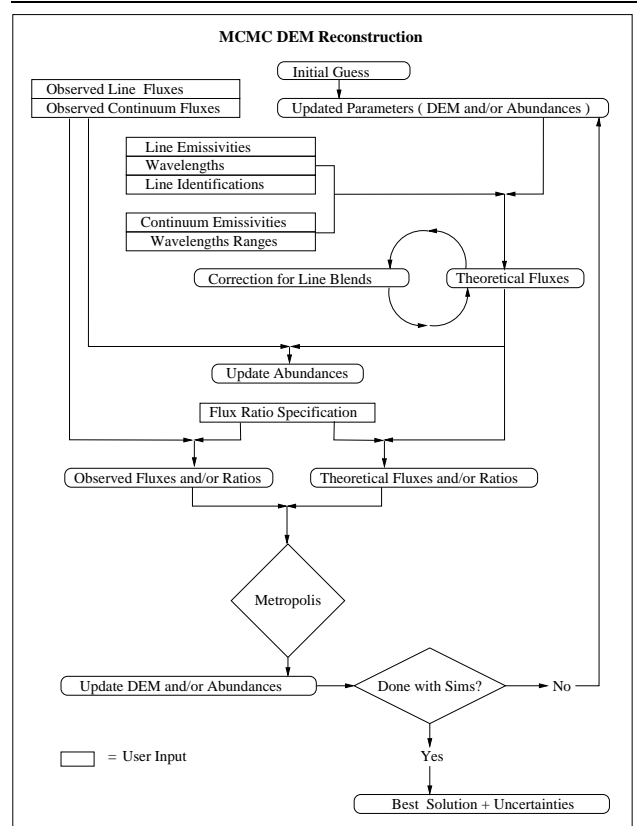 MCMC DEM Reconstruction
Initial Guess
Observed Line Fluxes
Observed Continuum Fluxes
Updated Parameters ( DEM and/or Abundances )
Line Emissivities
Wavelengths
Line Identifications
Continuum Emissivities
Wavelengths Ranges
Correction for Line Blends
Theoretical Fluxes
Update Abundances
Flux Ratio Specification
Observed Fluxes and/or Ratios
Theoretical Fluxes and/or Ratios
Metropolis
Update DEM and/or Abundances
Done with Sims?
No
= User Input
Yes
Best Solution + Uncertainties